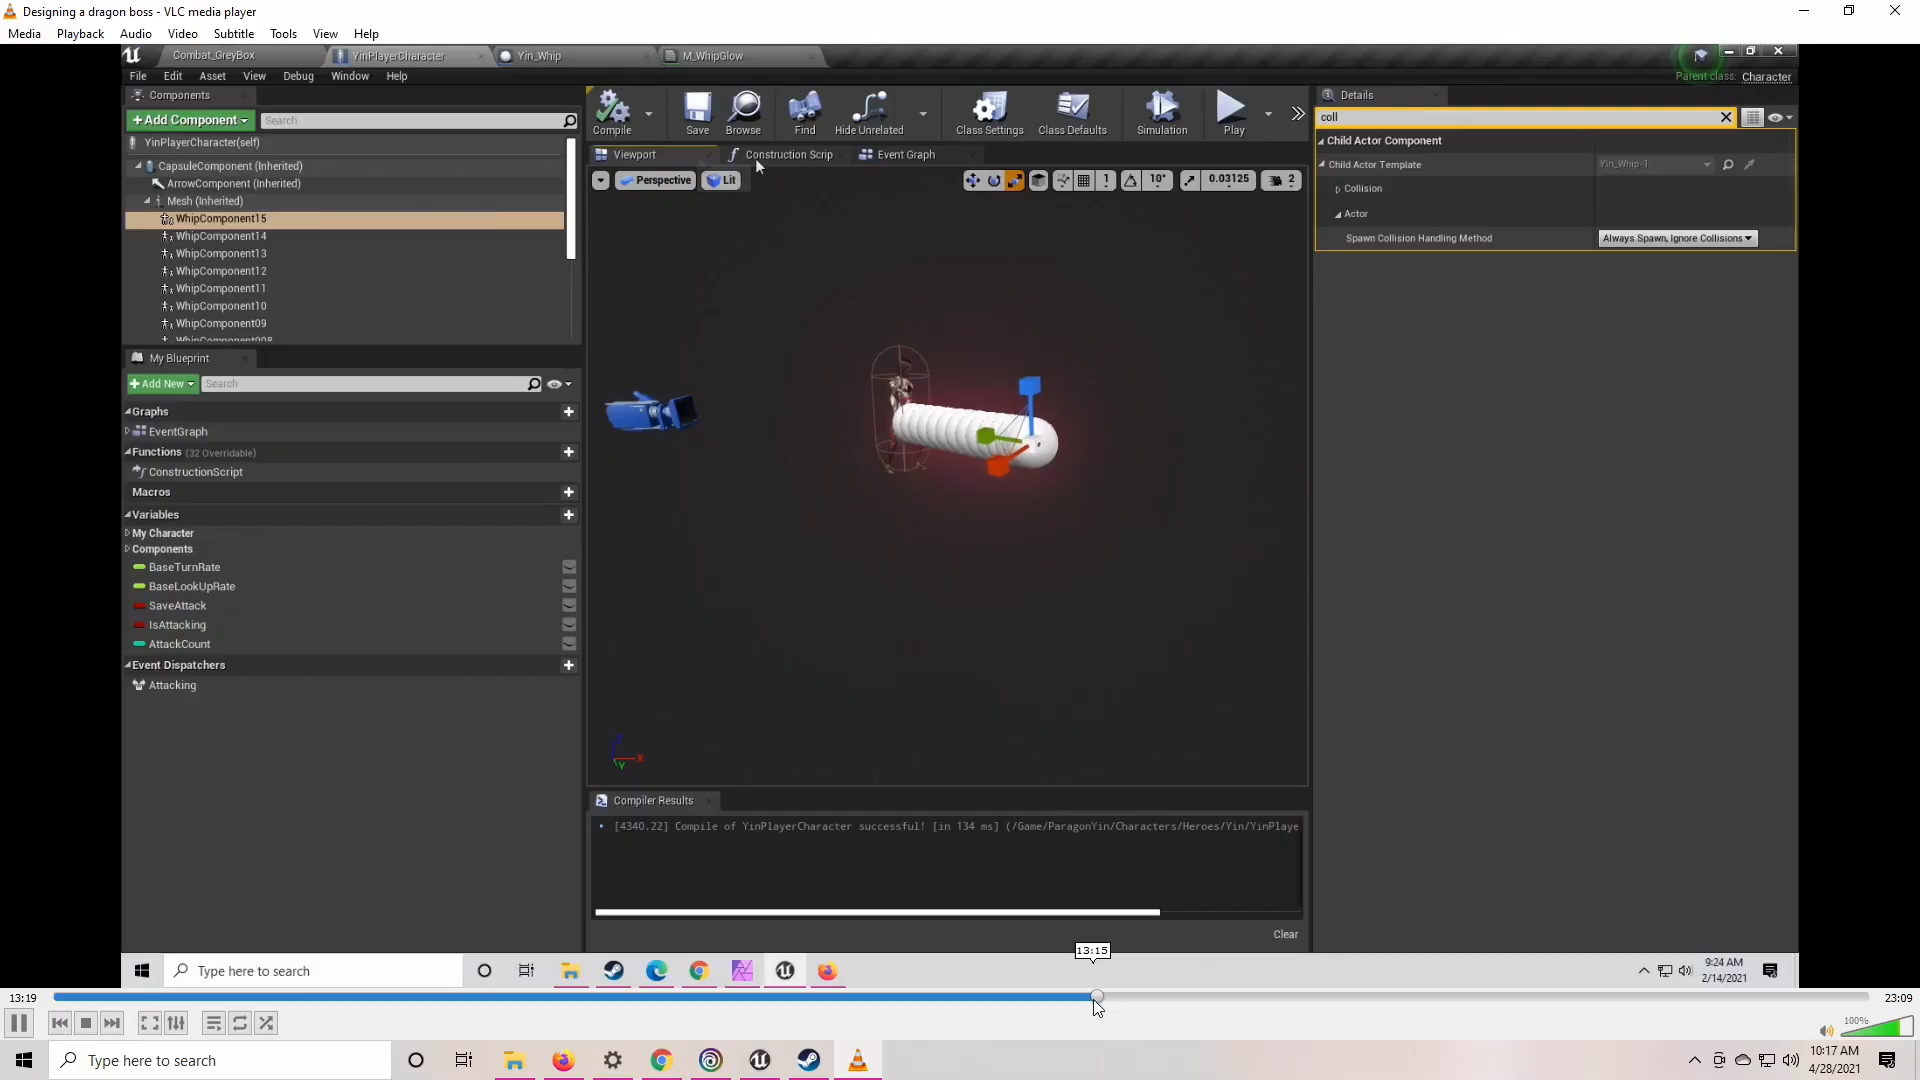 Designing a dragon boss - VLC media player
Media Playback Audio Video Subtitle Tools View Help
Combat_GreyBox YinPlayerCharacter Yin_Whip M_WhipGlow
File Edit Asset View Debug Window Help Parent class: Character
Components
+Add Component Search
YinPlayerCharacter(self)
CapsuleComponent (Inherited)
ArrowComponent (Inherited)
Mesh (Inherited)
WhipComponent15
WhipComponent14
WhipComponent13
WhipComponent12
WhipComponent11
WhipComponent10
WhipComponent09
My Blueprint
+Add New Search
Graphs
EventGraph
Functions (32 Overridable)
ConstructionScript
Macros
Variables
My Character
Components
BaseTurnRate
BaseLookUpRate
SaveAttack
IsAttacking
AttackCount
Event Dispatchers
Attacking
Compile Save Browse Find Hide Unrelated Class Settings Class Defaults Simulation Play
Viewport Construction Scrip Event Graph
Perspective Lit 1 10° 0.03125 2
X
Y
Compiler Results
[4340.22] Compile of YinPlayerCharacter successful! [in 134 ms] (/Game/ParagonYin/Characters/Heroes/Yin/YinPlaye
Clear
Details
coll
Child Actor Component
Child Actor Template Yin_Whip-1
Collision
Actor
Spawn Collision Handling Method Always Spawn, Ignore Collisions
13:15
Type here to search 9:24 AM
2/14/2021
13:19 23:09
100%
Type here to search 10:17 AM
4/28/2021